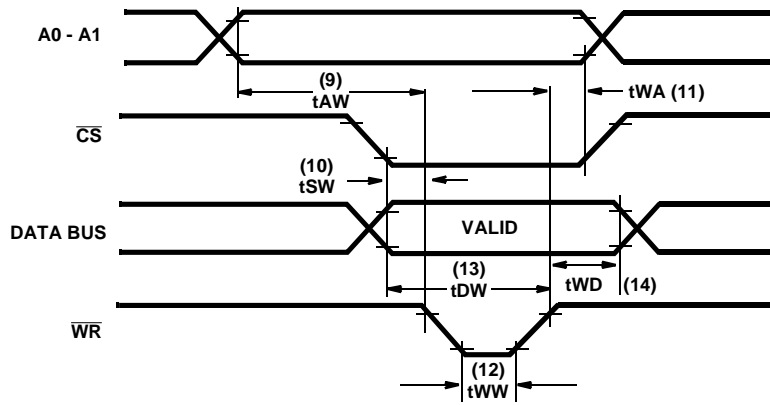 A0 - A1
(9)
tAW
tWA (11)
CS
(10)
tSW
DATA BUS
VALID
(13)
tDW
tWD (14)
WR
(12)
tWW